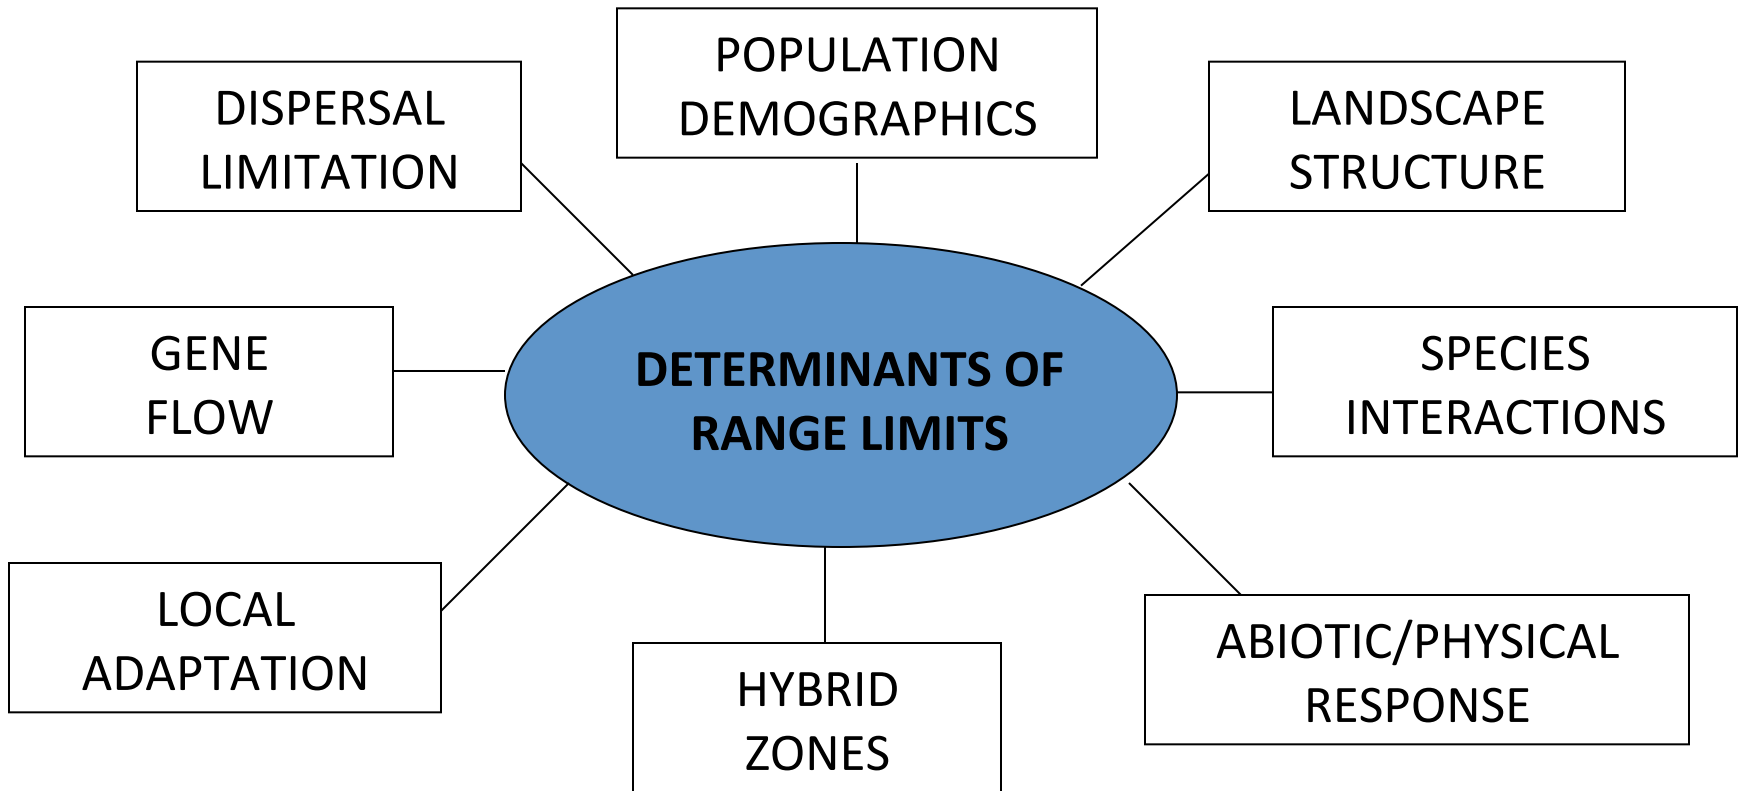 POPULATION
DEMOGRAPHICS
DISPERSAL
LIMITATION
LANDSCAPE
STRUCTURE
GENE
FLOW
DETERMINANTS OF
RANGE LIMITS
SPECIES
INTERACTIONS
LOCAL
ADAPTATION
HYBRID
ZONES
ABIOTIC/PHYSICAL
RESPONSE